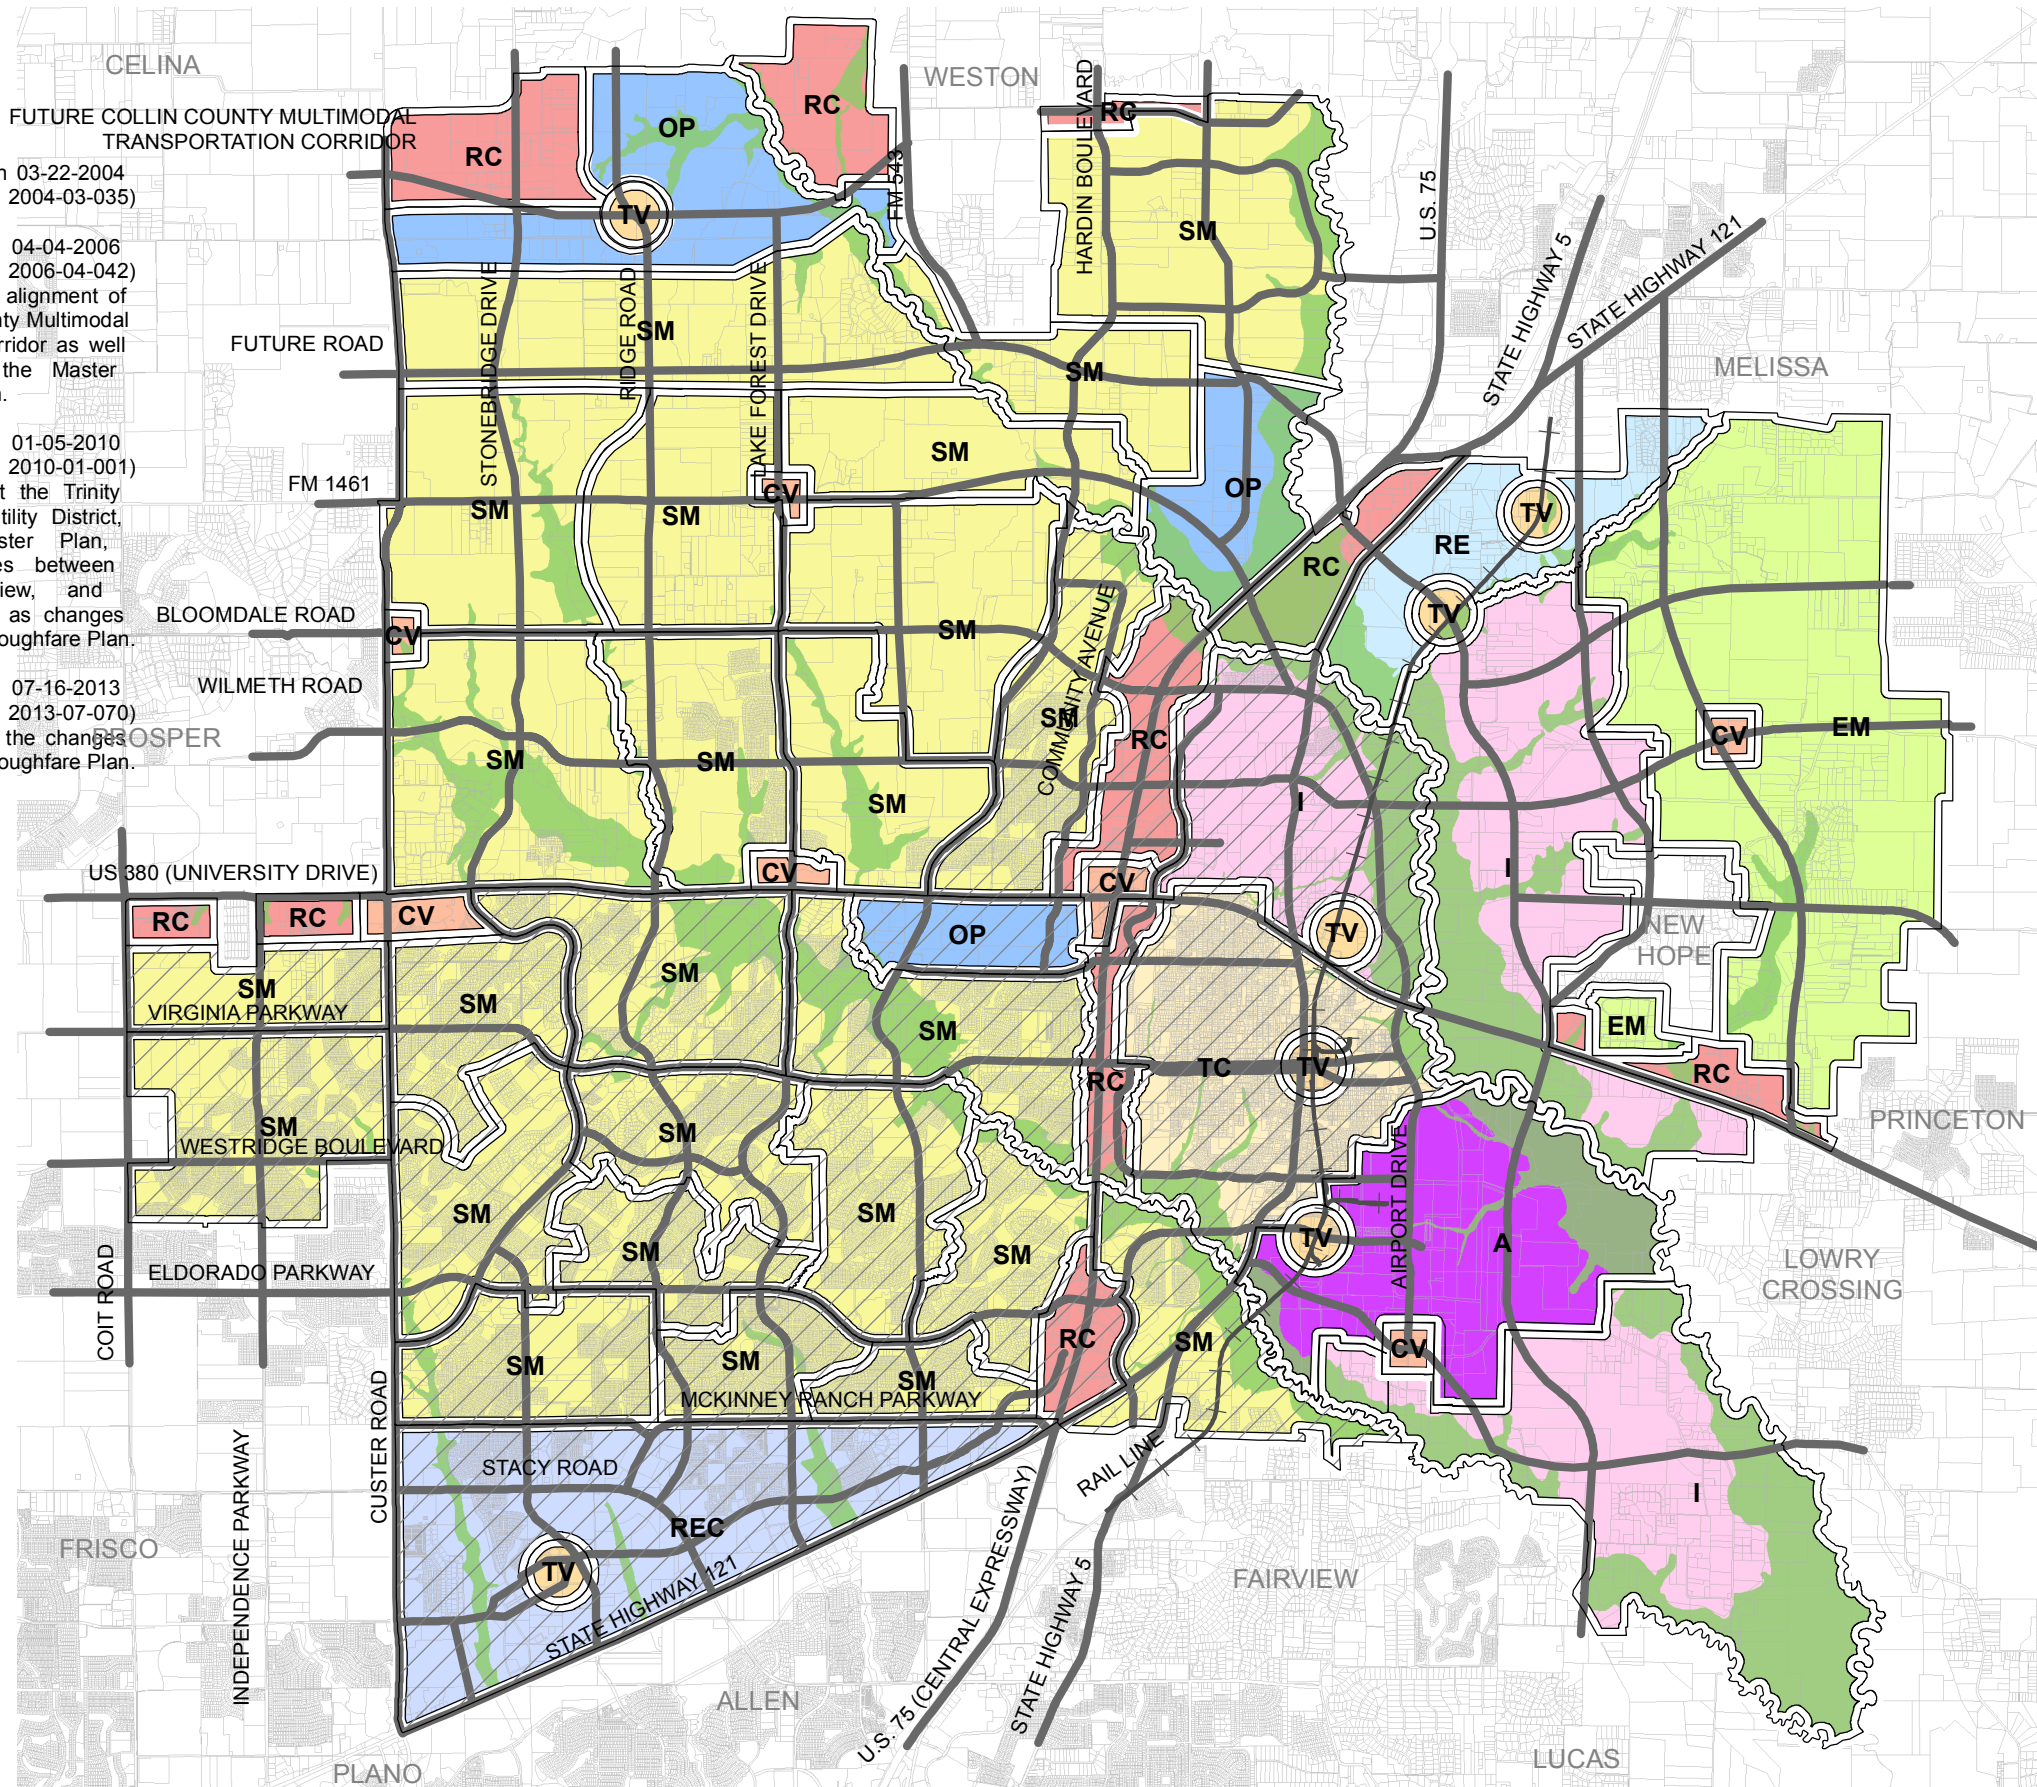 CELINA
WESTON
FUTURE COLLIN COUNTY MULTIMODAL
TRANSPORTATION CORRIDOR
03-22-2004
2004-03-035)
04-04-2006
2006-04-042)
alignment of
Multimodal
as well
the Master
01-05-2010
2010-01-001)
the Trinity
District,
Plan,
between
and
as changes
Plan.
07-16-2013
2013-07-070)
the changes
Plan.
RC
OP
RC
RC
RC
TV
SM
FM 543
HARDIN BOULEVARD
U.S. 75
STATE HIGHWAY 5
STATE HIGHWAY 121
MELISSA
STONEBRIDGE DRIVE
RIDGE ROAD
LAKE FOREST DRIVE
FUTURE ROAD
SM
SM
SM
FM 1461
SM
SM
CV
OP
TV
RE
RC
TV
BLOOMDALE ROAD
CV
SM
COMMUNITY AVENUE
WILMETH ROAD
PROSPER
SM
SM
SM
RC
SM
I
CV
EM
I
US 380 (UNIVERSITY DRIVE)
CV
CV
RC
RC
CV
OP
TV
NEW
HOPE
SM
SM
SM
SM
VIRGINIA PARKWAY
EM
TC
TV
RC
RC
PRINCETON
SM
WESTRIDGE BOULEVARD
SM
AIRPORT DRIVE
SM
SM
SM
SM
TV
A
LOWRY
CROSSING
ELDORADO PARKWAY
COIT ROAD
SM
SM
SM
RC
SM
CV
MCKINNEY RANCH PARKWAY
CUSTER ROAD
INDEPENDENCE PARKWAY
STACY ROAD
REC
TV
STATE HIGHWAY 121
RAIL LINE
I
FRISCO
FAIRVIEW
U.S. 75 (CENTRAL EXPRESSWAY)
STATE HIGHWAY 5
ALLEN
LUCAS
PLANO